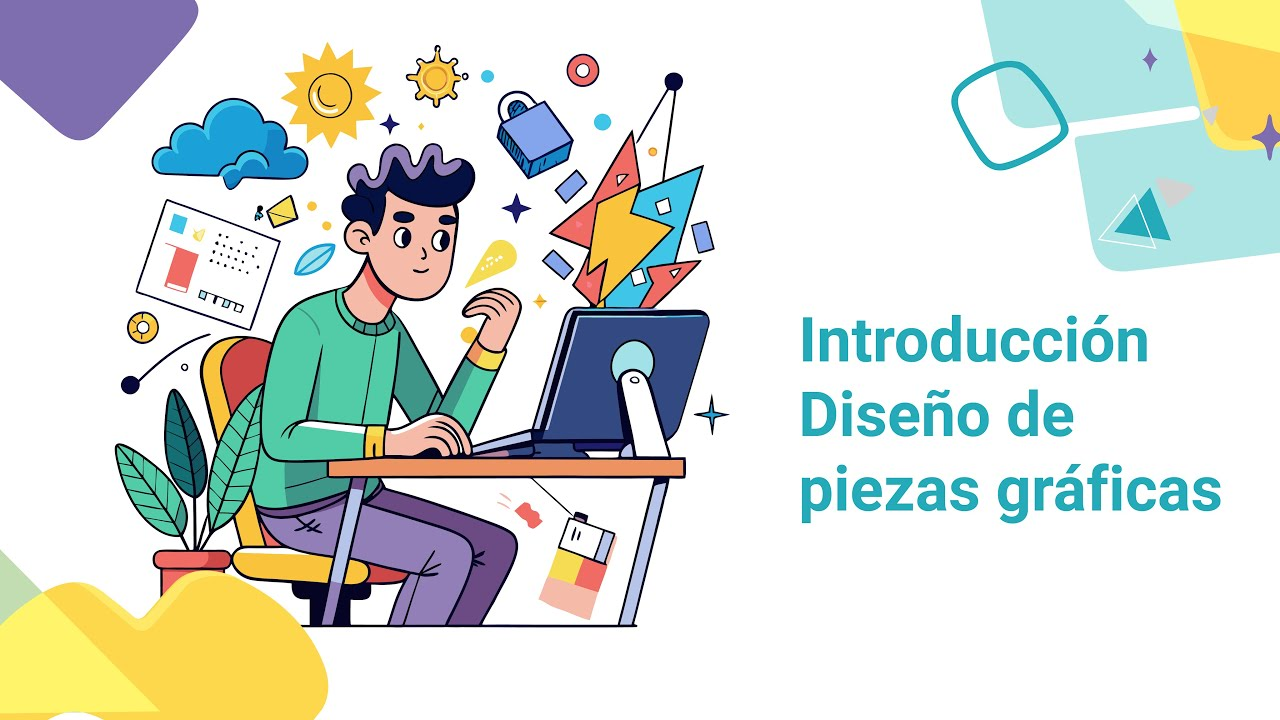 Introducción
Diseño de
piezas gráficas